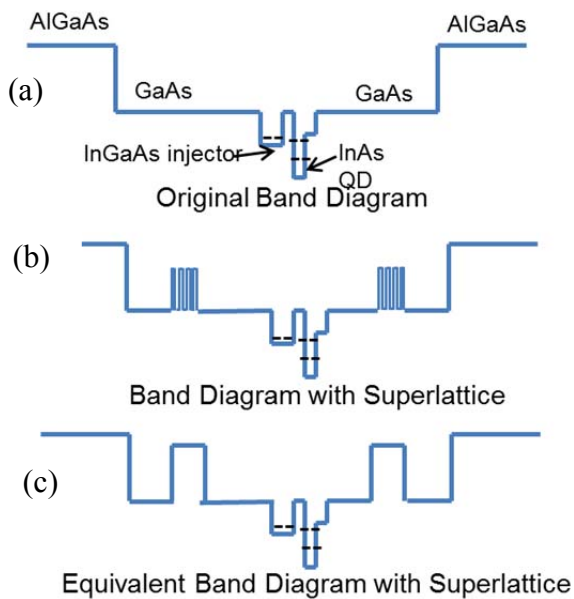 AlGaAs
AlGaAs
(a)
GaAs
GaAs
InGaAs injector
InAs
QD
Original Band Diagram
(b)
Band Diagram with Superlattice
(c)
Equivalent Band Diagram with Superlattice